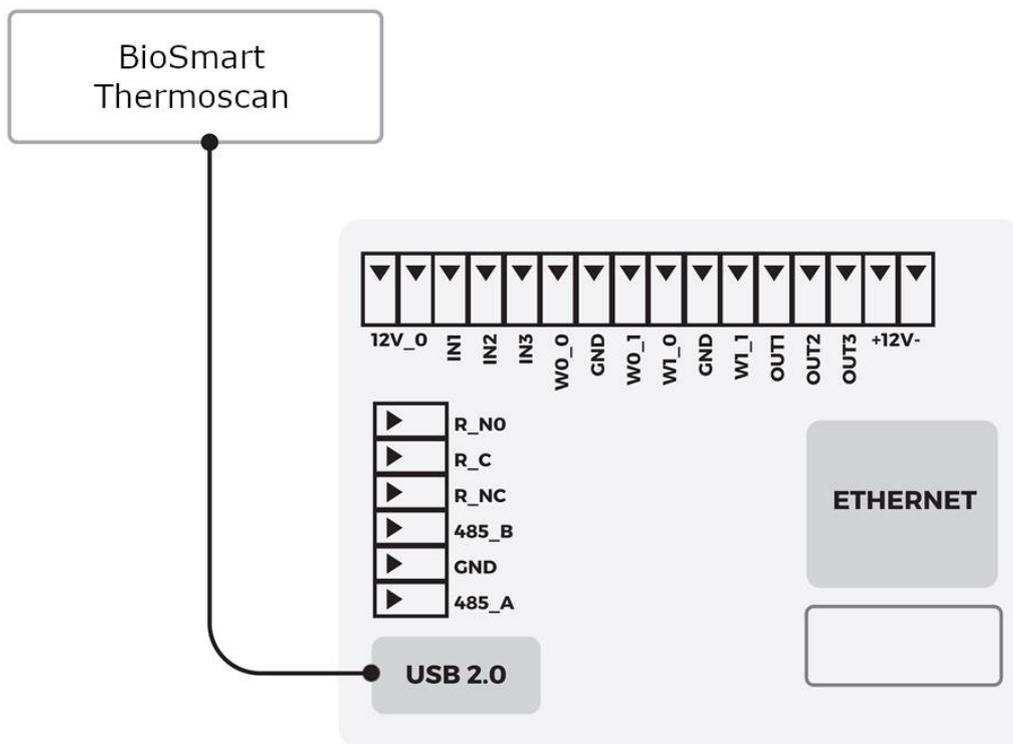 BioSmart
Thermoscan
12V_0 IN1 IN2 IN3 W0_0 GND W0_1 W1_0 GND W1_1 OUT1 OUT2 OUT3 +12V-
R_N0
R_C
R_NC
485_B
GND
485_A
ETHERNET
USB 2.0